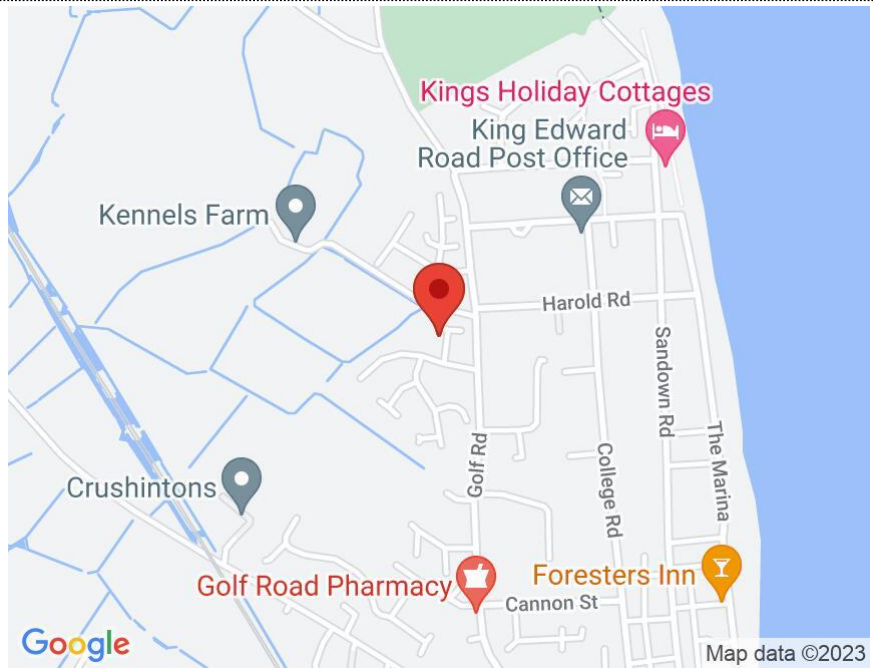 Kings Holiday Cottages
King Edward
Road Post Office
Kennels Farm
Harold Rd
Sandown Rd
The Marina
Golf Rd
College Rd
Crushintons
Golf Road Pharmacy
Foresters Inn
Cannon St
Google
Map data ©2023